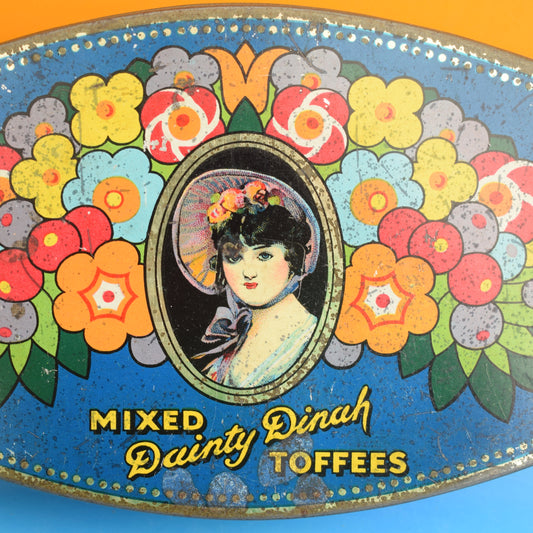 MIXED
Dainty Dinah
TOFFEES